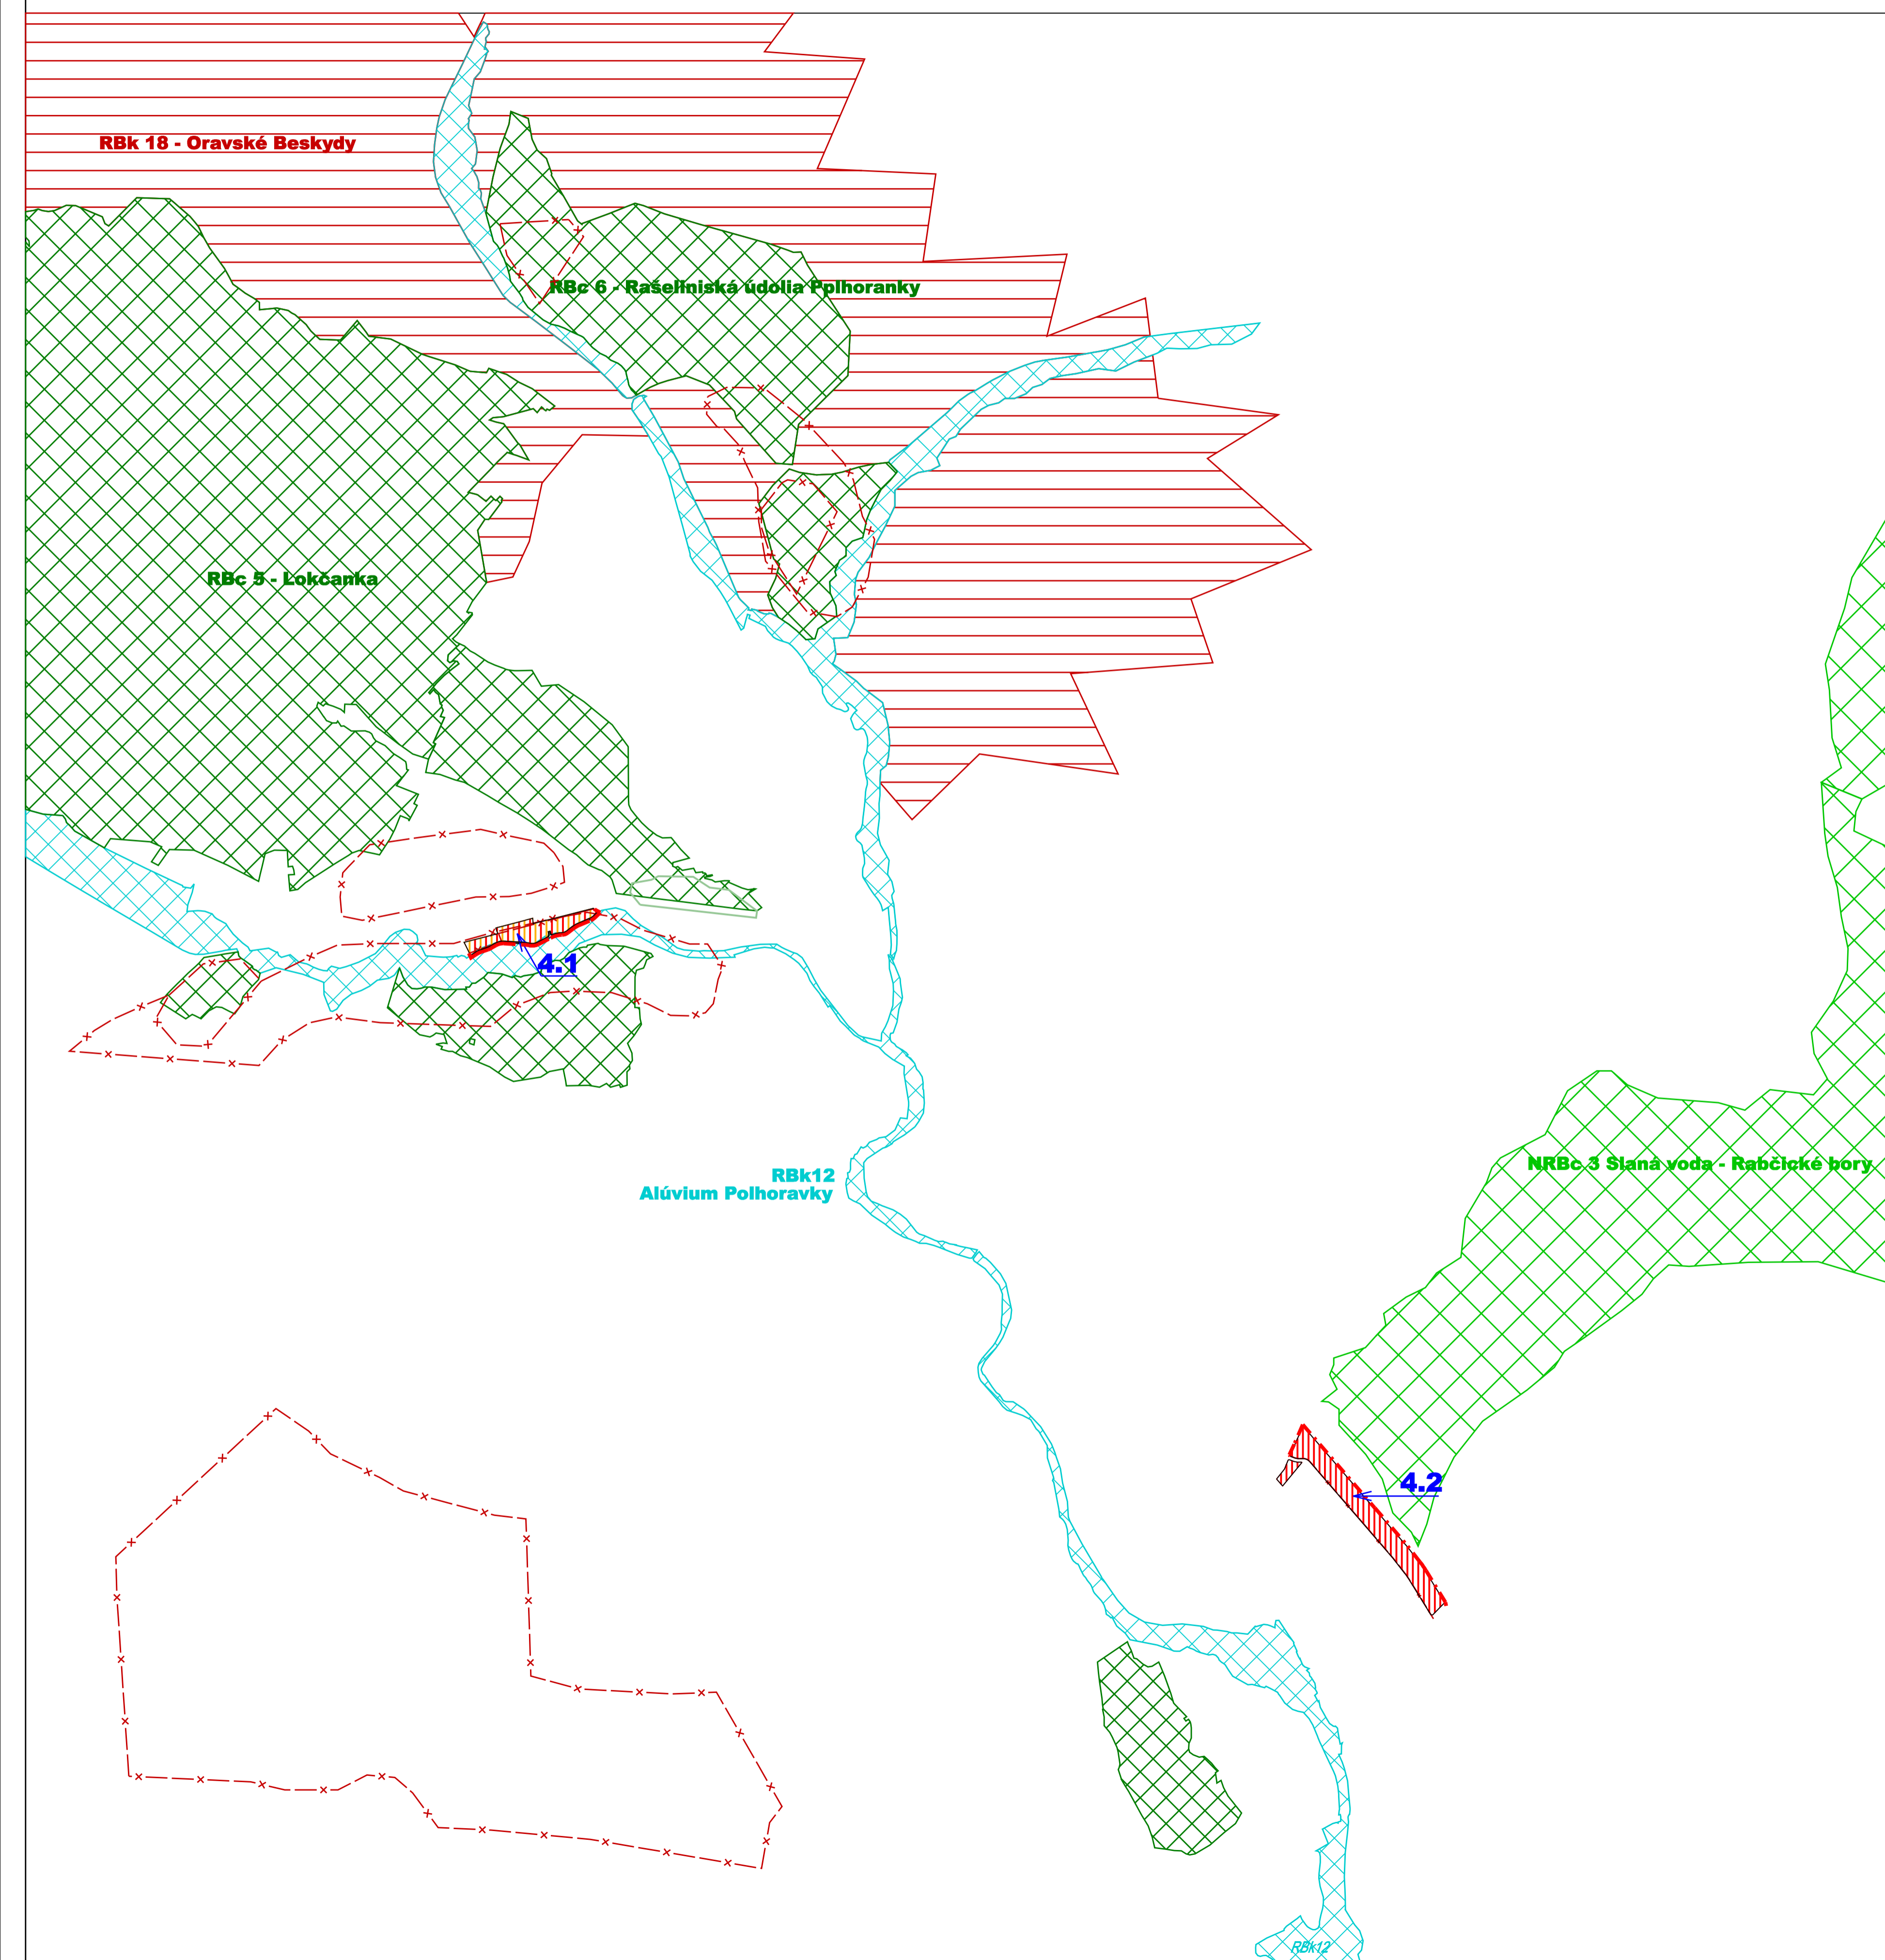 RBk 18 - Oravské Beskydy
RBc 6 - Rašeliniská údolia Pplhoranky
RBc 5 - Lokčanka
4.1
NRBc 3 Slaná voda - Rabčické bory
RBk12
Alúvium Polhoravky
4.2
RBk12